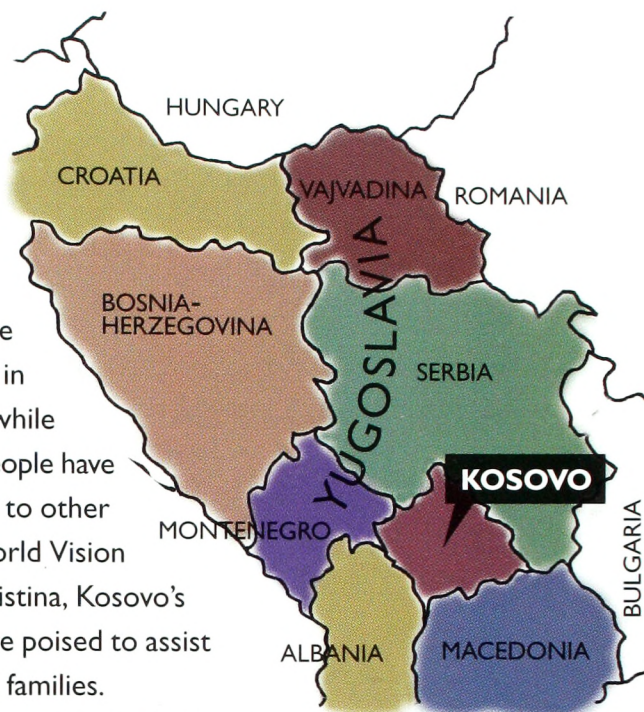 HUNGARY
CROATIA
VAJVADINA
ROMANIA
YUGOSLAVIA
BOSNIA-
HERZEGOVINA
SERBIA
KOSOVO
MONTENEGRO
BULGARIA
ALBANIA
MACEDONIA
e
in
while
ople have
to other
orld Vision
istina, Kosovo's
e poised to assist
families.